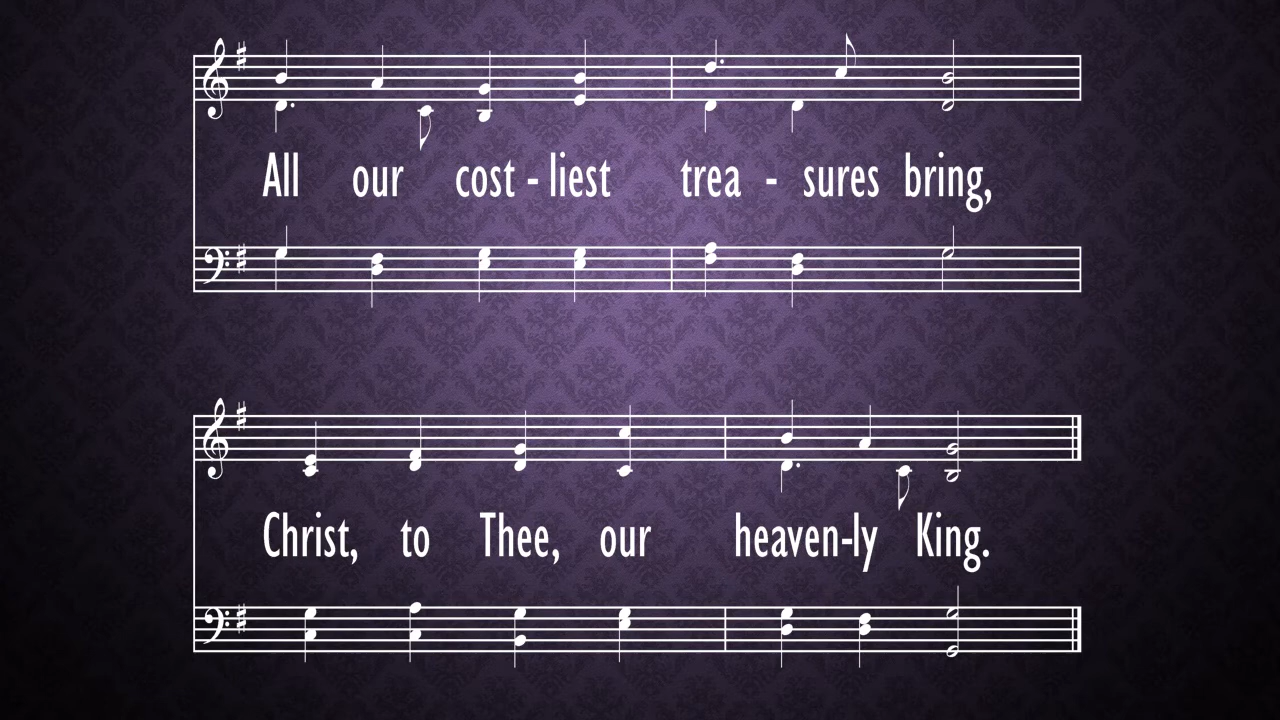 All our cost - liest trea - sures bring,
Christ, to Thee, our heaven-ly King.